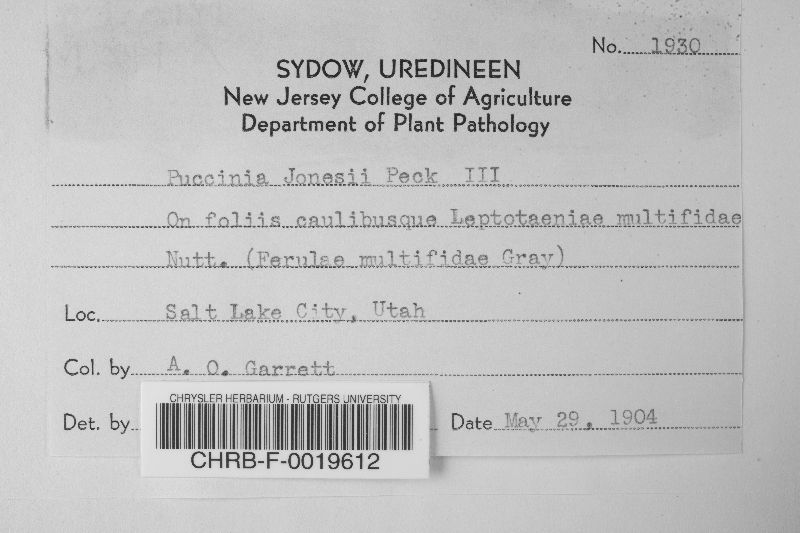 No. 1930
SYDOW, UREDINEEN
New Jersey College of Agriculture
Department of Plant Pathology
Puccinia Jonesii Peck III
On foliis caulibusque Leptotaeniae multifidae
Nutt. (Ferulae multifidae Gray)
Loc. Salt Lake City, Utah
Col. by A. O. Garrett
Det. by Date May 29, 1904
CHRYSLER HERBARIUM - RUTGERS UNIVERSITY
CHRB-F-0019612